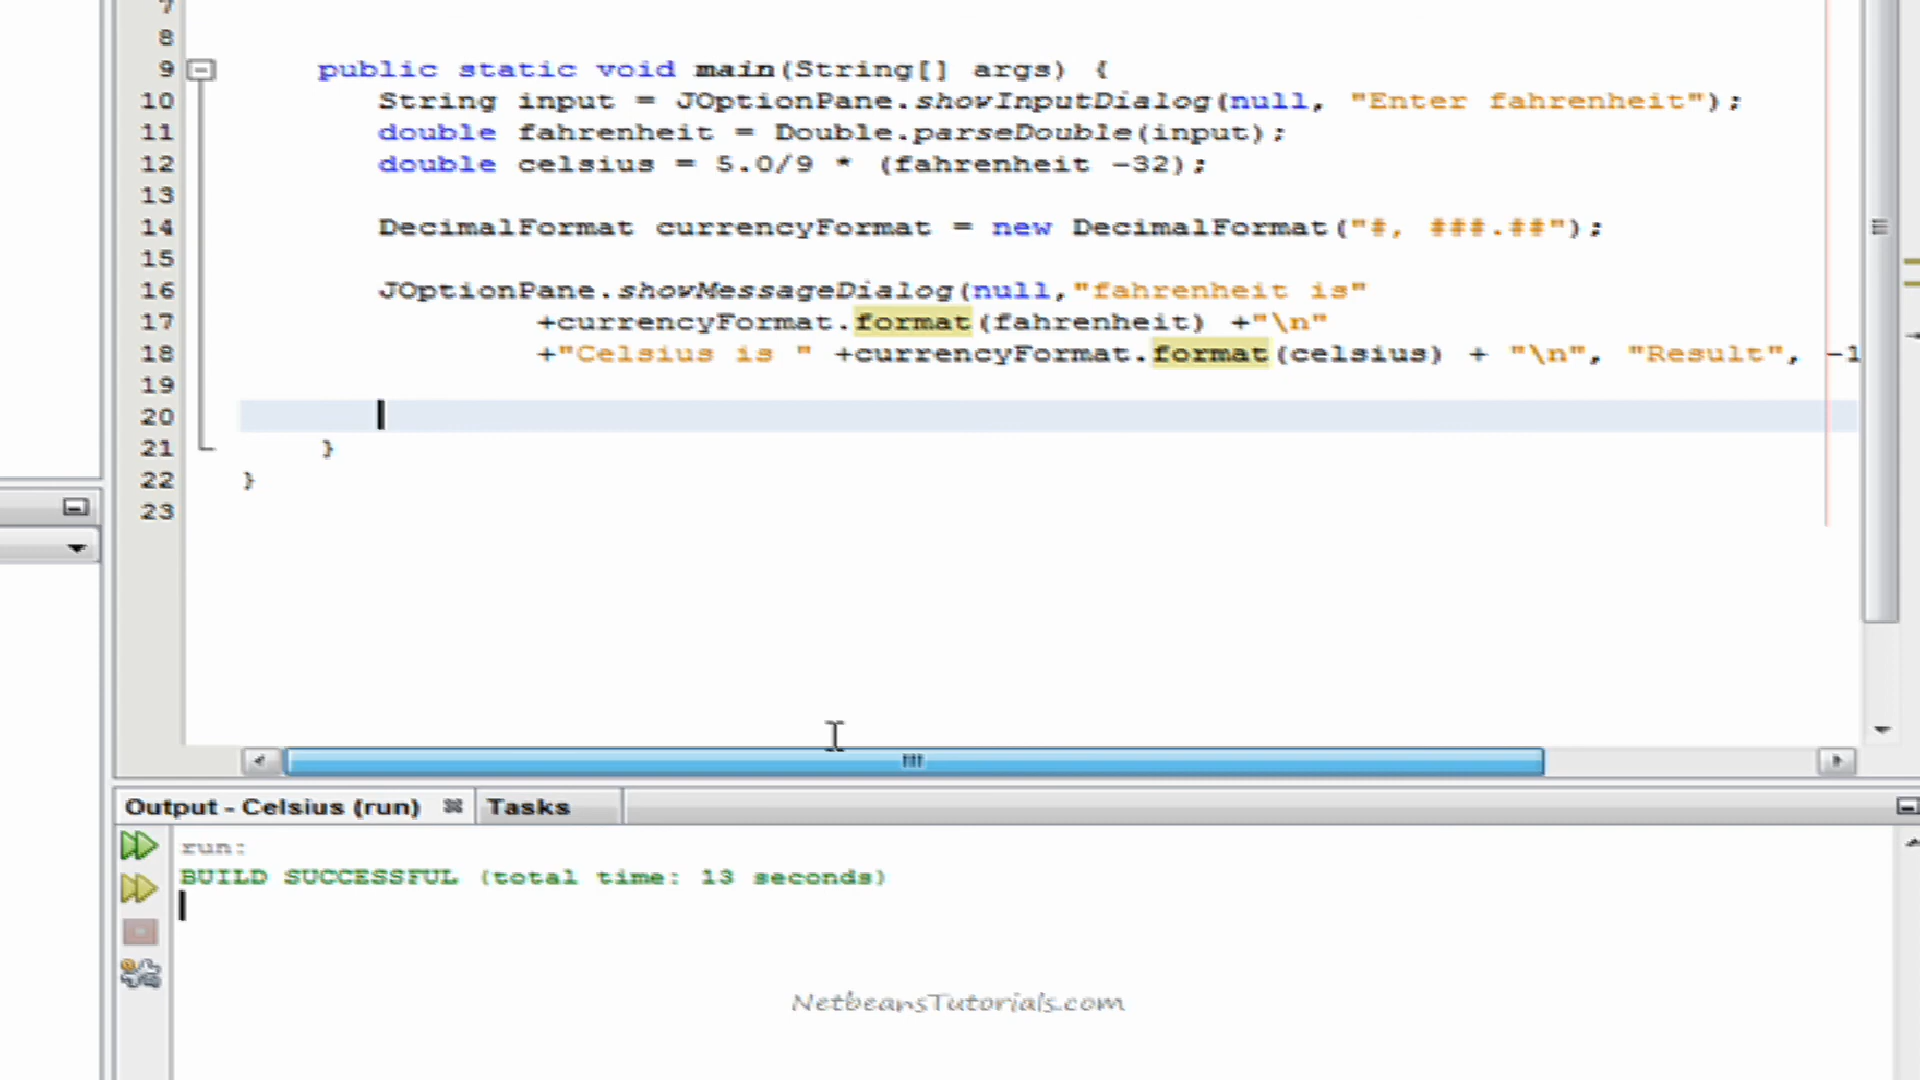 7
8
9 public static void main(String[] args) {
10 String input = JOptionPane.showInputDialog(null, "Enter fahrenheit");
11 double fahrenheit = Double.parseDouble(input);
12 double celsius = 5.0/9 * (fahrenheit -32);
13
14 DecimalFormat currencyFormat = new DecimalFormat("#, ###.##");
15
16 JOptionPane.showMessageDialog(null,"fahrenheit is"
17 +currencyFormat.format(fahrenheit) +"\n"
18 +"Celsius is " +currencyFormat.format(celsius) + "\n", "Result", -1
19
20
21 }
22 }
23
Output - Celsius (run) Tasks
run:
BUILD SUCCESSFUL (total time: 13 seconds)
NetbeansTutorials.com